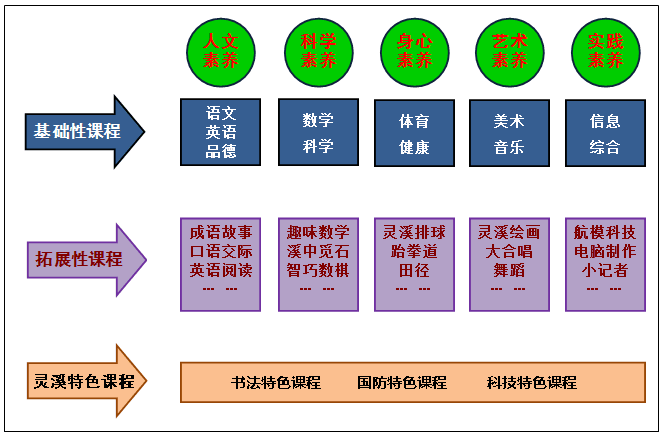 人文
素养
科学
素养
身心
素养
艺术
素养
实践
素养
基础性课程
语文
英语
品德
数学
科学
体育
健康
美术
音乐
信息
综合
拓展性课程
成语故事
口语交际
英语阅读
... ...
趣味数学
溪中觅石
智巧数棋
... ...
灵溪排球
跆拳道
田径
... ...
灵溪绘画
大合唱
舞蹈
... ...
航模科技
电脑制作
小记者
... ...
灵溪特色课程
书法特色课程 国防特色课程 科技特色课程